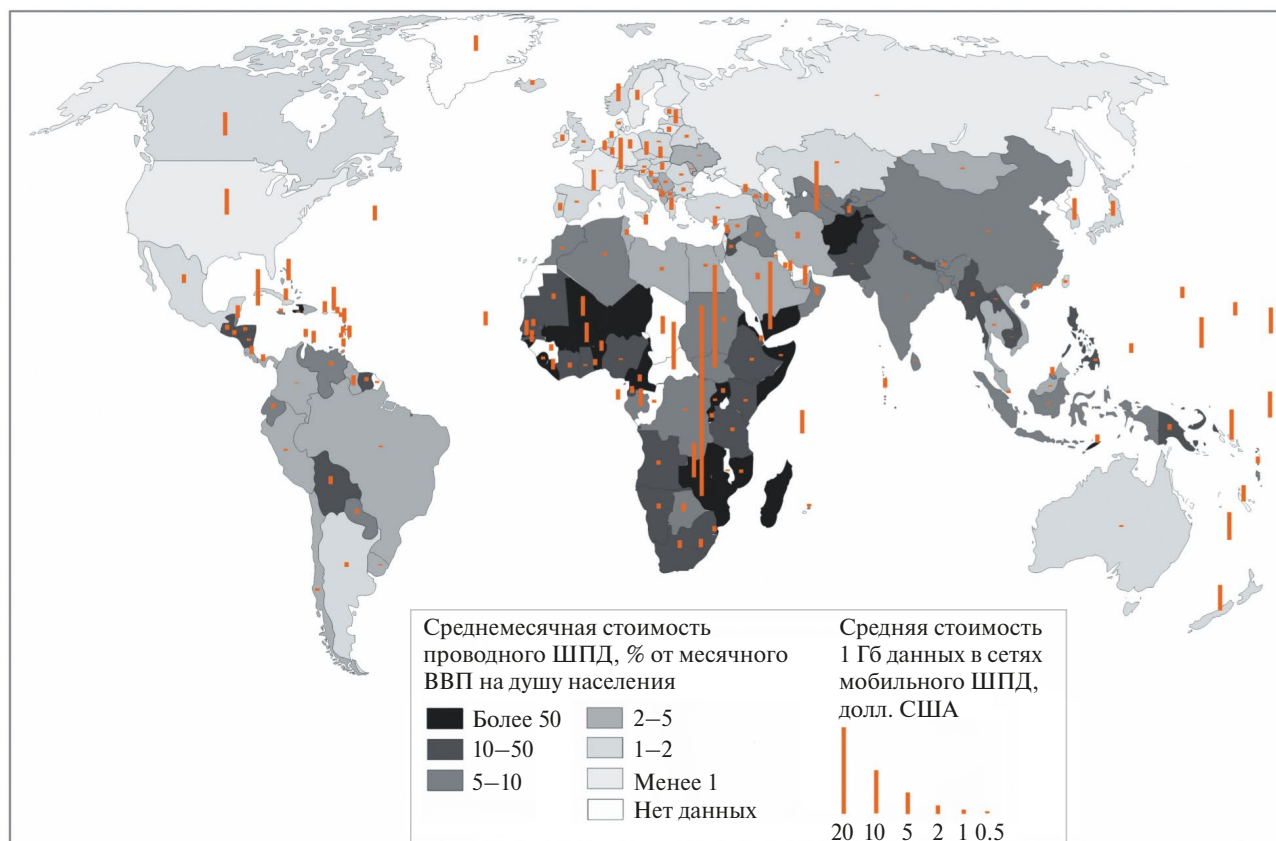 Среднемесячная стоимость
проводного ШПД, % от месячного
ВВП на душу населения
Более 50
10–50
5–10
2–5
1–2
Менее 1
Нет данных
Средняя стоимость
1 Гб данных в сетях
мобильного ШПД,
долл. США
20 10 5 2 1 0.5